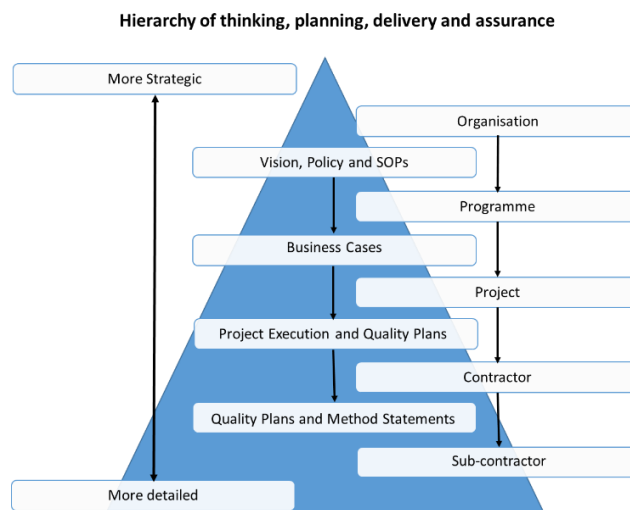 Hierarchy of thinking, planning, delivery and assurance
More Strategic
Organisation
Vision, Policy and SOPs
Programme
Business Cases
Project
Project Execution and Quality Plans
Contractor
Quality Plans and Method Statements
Sub-contractor
More detailed